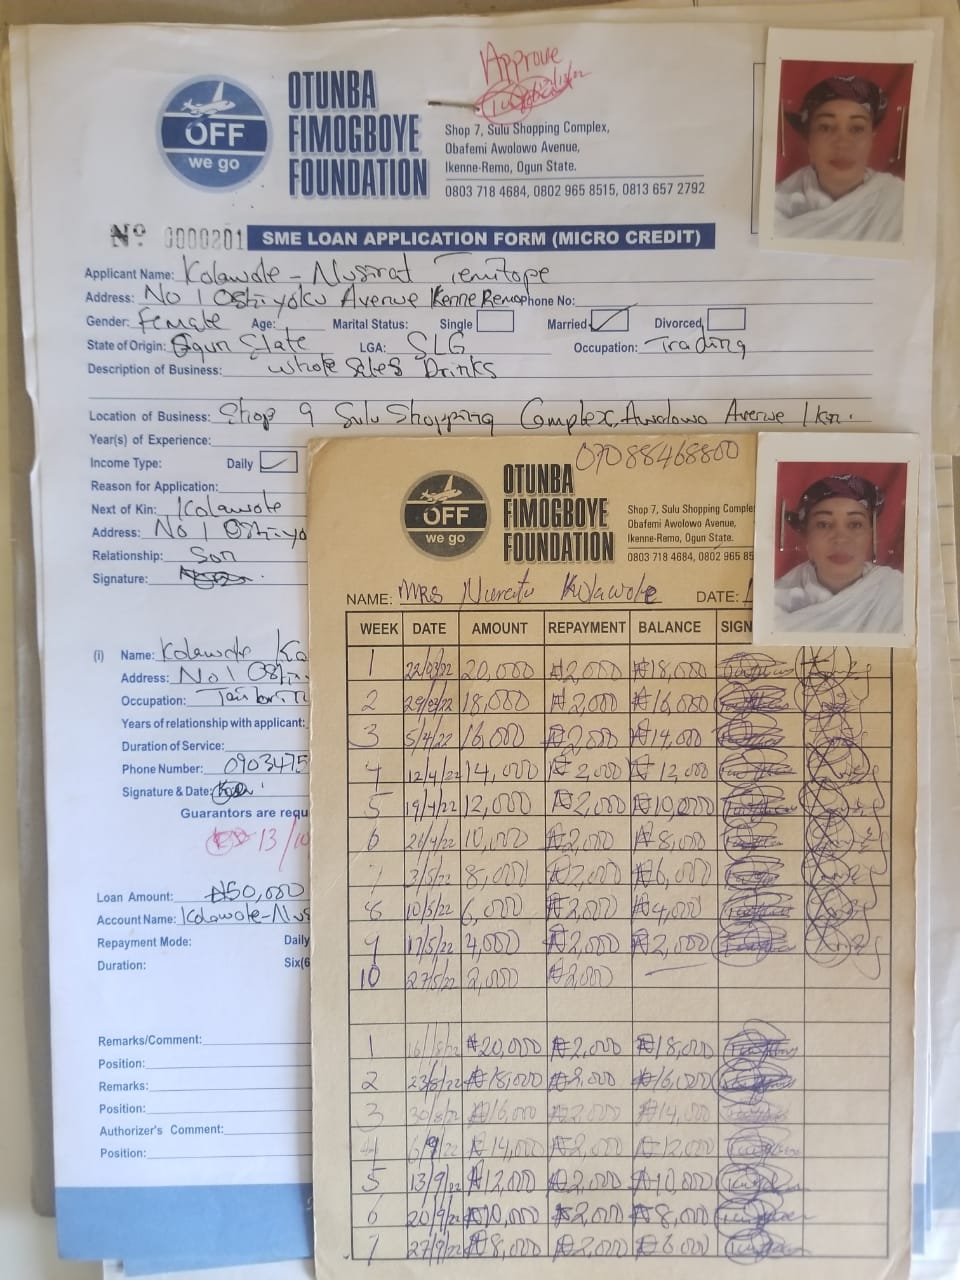 Approve
OFF
we go
OTUNBA
FIMOGBOYE
FOUNDATION
Shop 7, Sulu Shopping Complex,
Obafemi Awolowo Avenue,
Ikenne-Remo, Ogun State.
0803 718 4684, 0802 965 8515, 0813 657 2792
Nº 0000201 SME LOAN APPLICATION FORM (MICRO CREDIT)
Applicant Name: Kolawole - Nusirat Temitope
Address: No 1 Oshiyoku Avenue Ikenne Remo Phone No:
Gender: Female Age: Marital Status: Single Married Divorced
State of Origin: Ogun State LGA: SLG Occupation: Trading
Description of Business: Whole Sales Drinks
Location of Business: Shop 9 Sulu Shopping Complex, Awolowo Avenue Ikn.
Year(s) of Experience:
Income Type: Daily
Reason for Application:
Next of Kin: Kolawole
Address: No 1 Oshiyo
Relationship: Son
Signature:
(i) Name: Kolawole Ka
Address: No 1 Oshi
Occupation:
Years of relationship with applicant:
Duration of Service:
Phone Number: 0903475
Signature & Date:
Guarantors are requ
13/10
Loan Amount: ₦50,000
Account Name: Kolawole-Nus
Repayment Mode: Daily
Duration: Six(6
Remarks/Comment:
Position:
Remarks:
Position:
Authorizer's Comment:
Position:
07088468800
OFF
we go
OTUNBA
FIMOGBOYE
FOUNDATION
Shop 7, Sulu Shopping Comple
Obafemi Awolowo Avenue,
Ikenne-Remo, Ogun State.
0803 718 4684, 0802 965 85
NAME: MRS Nuratu Kolawole DATE:
WEEK DATE AMOUNT REPAYMENT BALANCE SIGN
1 22/03/22 20,000 ₦2,000 ₦18,000
2 29/03/22 18,000 ₦2,000 ₦16,000
3 5/4/22 16,000 ₦2,000 ₦14,000
4 12/4/22 14,000 ₦2,000 ₦12,000
5 19/4/22 12,000 ₦2,000 ₦10,000
6 26/4/22 10,000 ₦2,000 ₦8,000
7 3/5/22 8,000 ₦2,000 ₦6,000
8 10/5/22 6,000 ₦2,000 ₦4,000
9 17/5/22 4,000 ₦2,000 ₦2,000
10 27/5/22 2,000 ₦2,000
1 16/8/22 ₦20,000 ₦2,000 ₦18,000
2 23/8/22 ₦18,000 ₦2,000 ₦16,000
3 30/8/22 ₦16,000 ₦2,000 ₦14,000
4 6/9/22 ₦14,000 ₦2,000 ₦12,000
5 13/9/22 ₦12,000 ₦2,000 ₦10,000
6 20/9/22 ₦10,000 ₦2,000 ₦8,000
7 27/9/22 ₦8,000 ₦2,000 ₦6,000